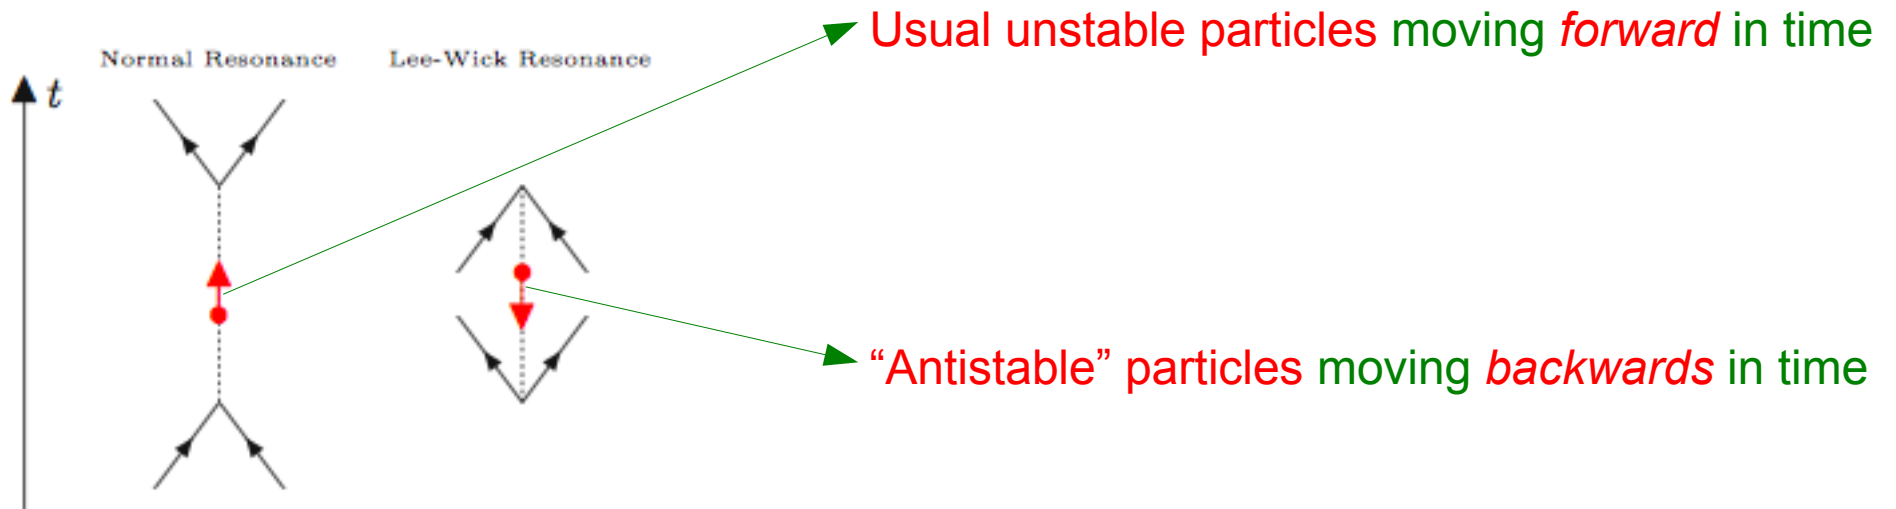 Usual unstable particles moving forward in time
Normal Resonance
Lee-Wick Resonance
t
“Antistable” particles moving backwards in time